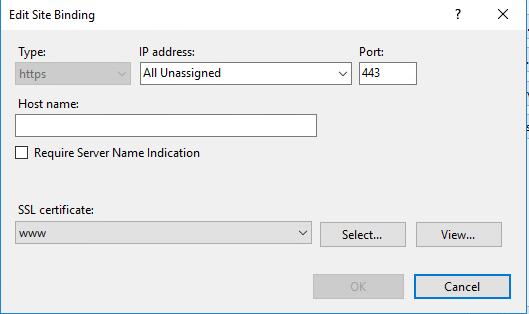 Edit Site Binding
?
Type:
IP address:
Port:
https
All Unassigned
443
Host name:
Require Server Name Indication
SSL certificate:
www
Select...
View...
OK
Cancel